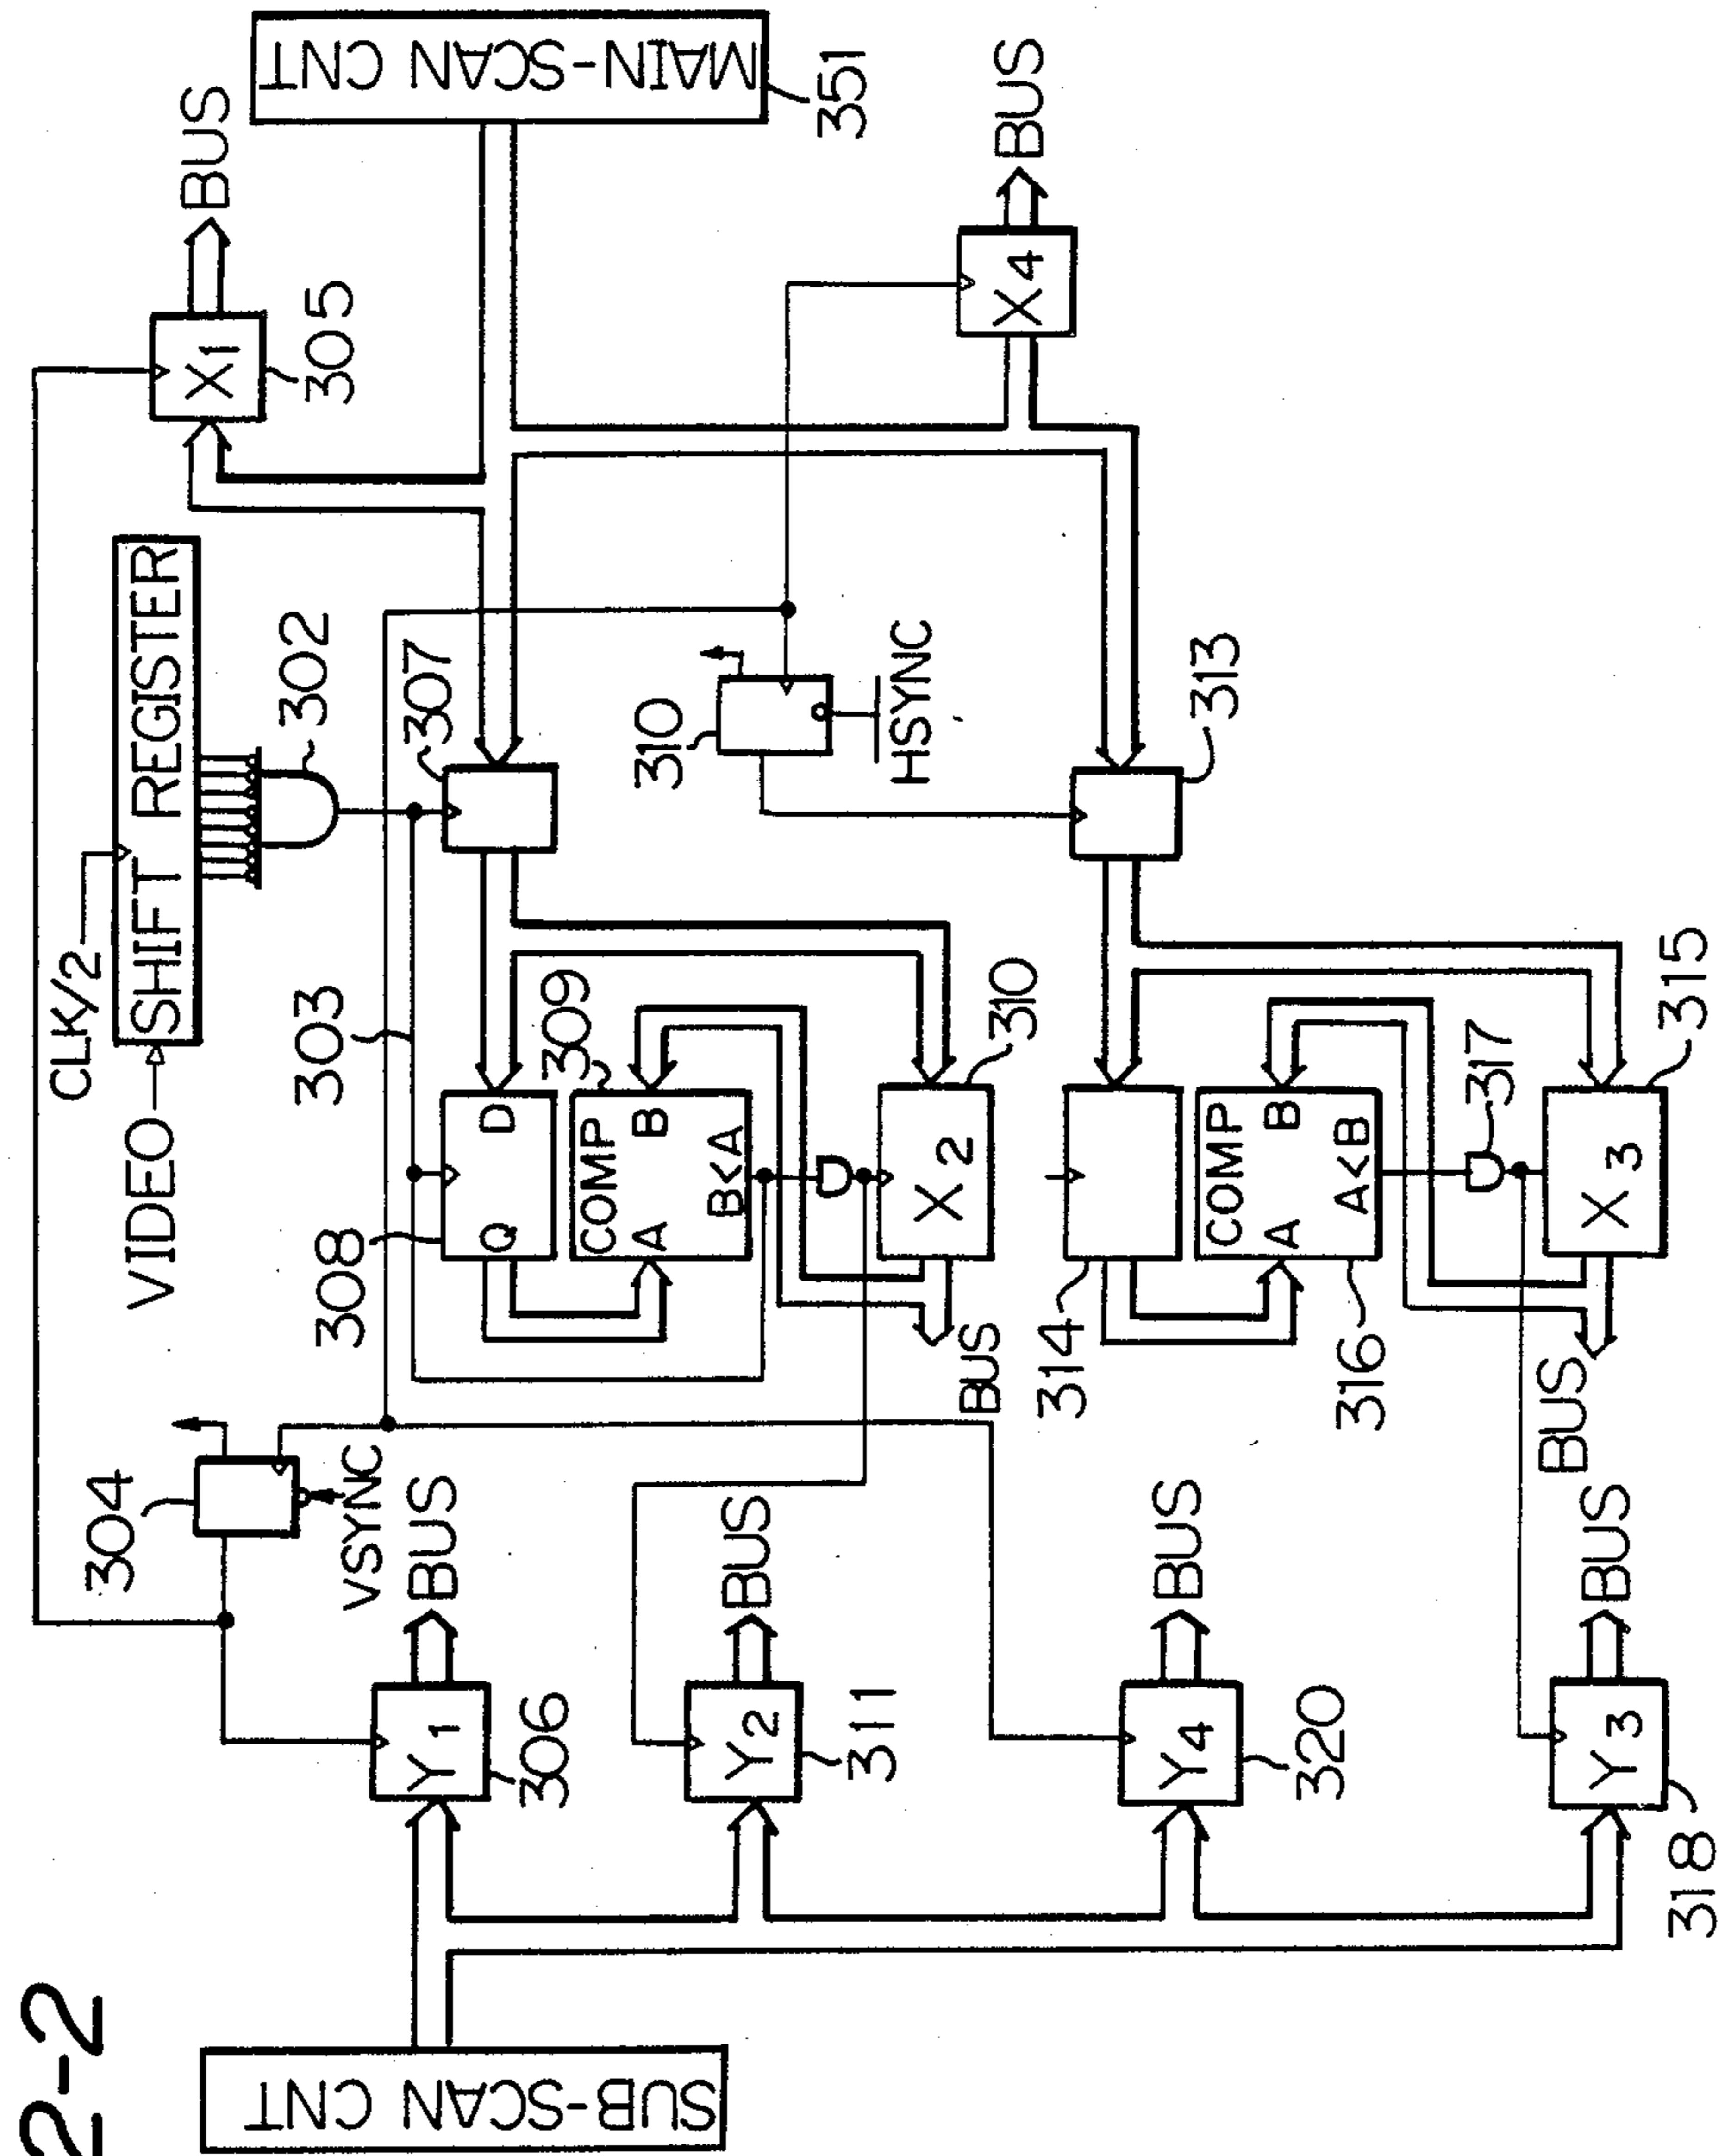 2-2
SUB-SCAN CNT
MAIN-SCAN CNT
351
VIDEO
CLK/2
SHIFT REGISTER
302
303
304
VSYNC
X1
305
BUS
Y1
306
BUS
307
308
D
Q
309
COMP
A
B
B<A
X2
310
BUS
Y2
311
BUS
310
HSYNC
X4
BUS
313
314
COMP
A
B
A<B
316
317
X3
315
BUS
Y4
320
BUS
Y3
318
BUS